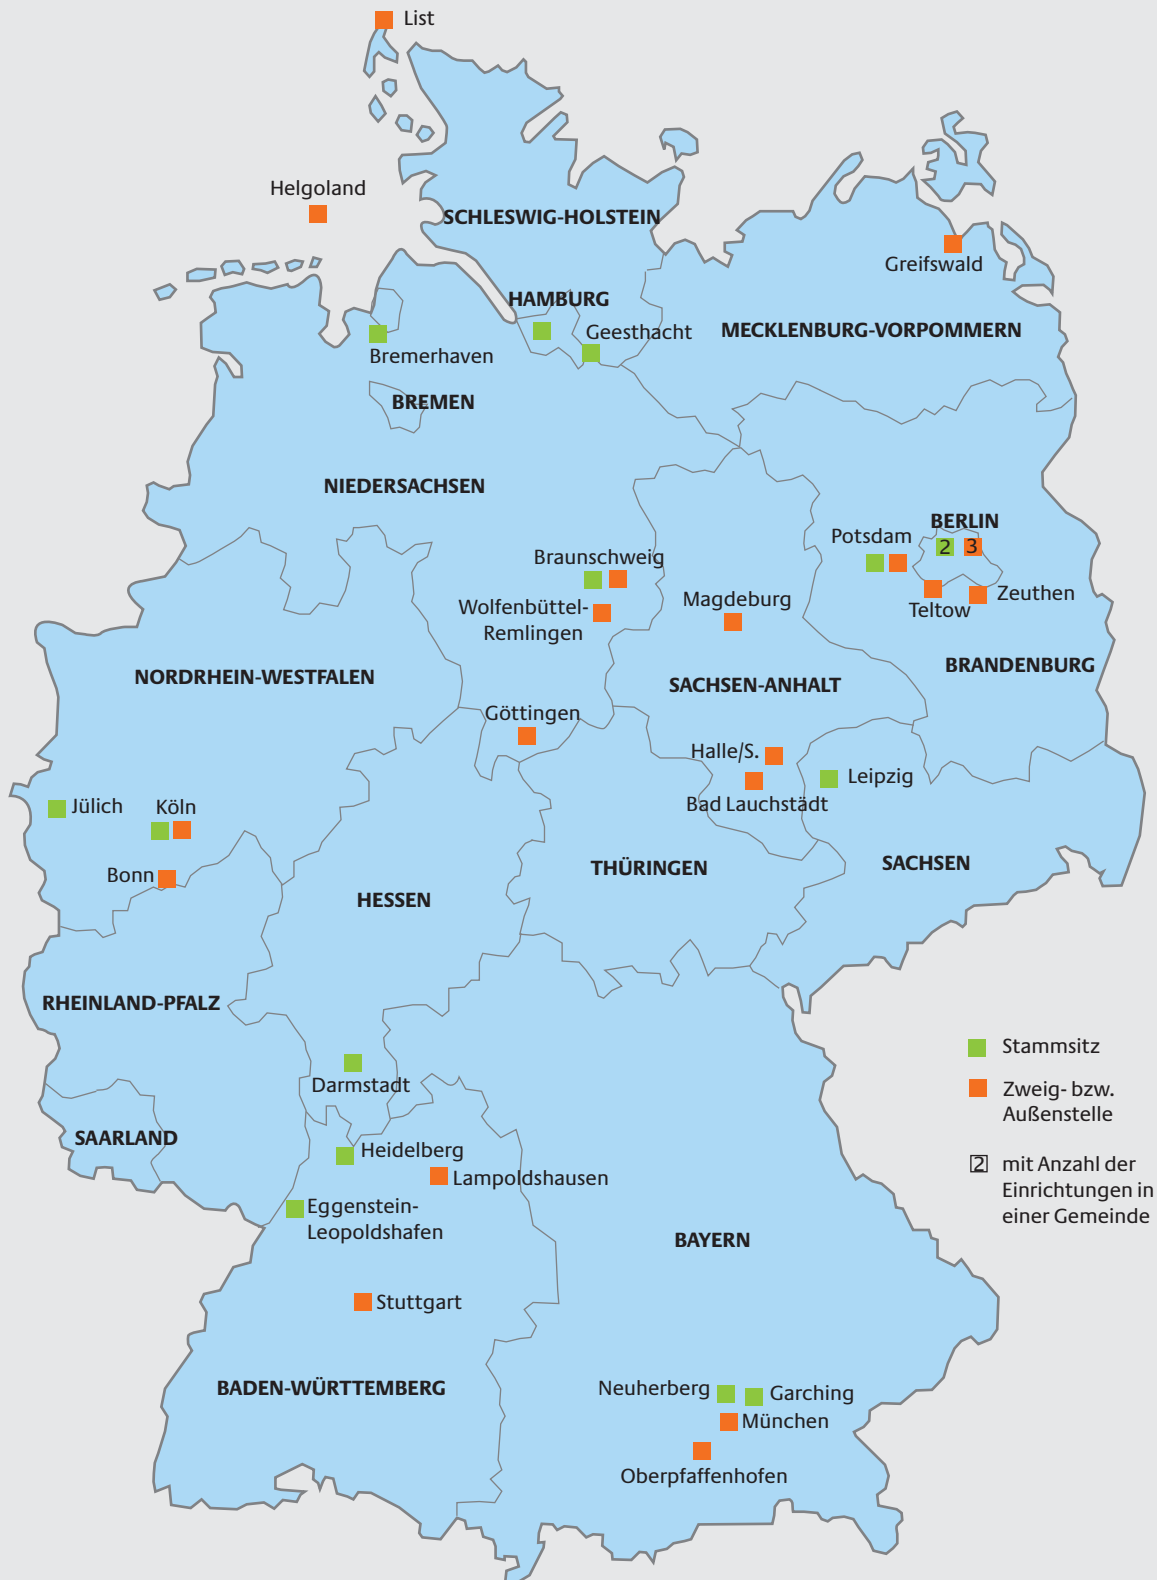 List
Helgoland
SCHLESWIG-HOLSTEIN
Greifswald
HAMBURG
Geesthacht
MECKLENBURG-VORPOMMERN
Bremerhaven
BREMEN
NIEDERSACHSEN
BERLIN
Potsdam
2
3
Braunschweig
Zeuthen
Teltow
Wolfenbüttel-
Remlingen
Magdeburg
BRANDENBURG
NORDRHEIN-WESTFALEN
SACHSEN-ANHALT
Göttingen
Halle/S.
Leipzig
Bad Lauchstädt
Jülich
Köln
Bonn
THÜRINGEN
SACHSEN
HESSEN
RHEINLAND-PFALZ
Darmstadt
SAARLAND
Heidelberg
Lampoldshausen
Eggenstein-
Leopoldshafen
BAYERN
Stuttgart
BADEN-WÜRTTEMBERG
Neuherberg
Garching
München
Oberpfaffenhofen
Stammsitz
Zweig- bzw.
Außenstelle
2 mit Anzahl der
Einrichtungen in
einer Gemeinde